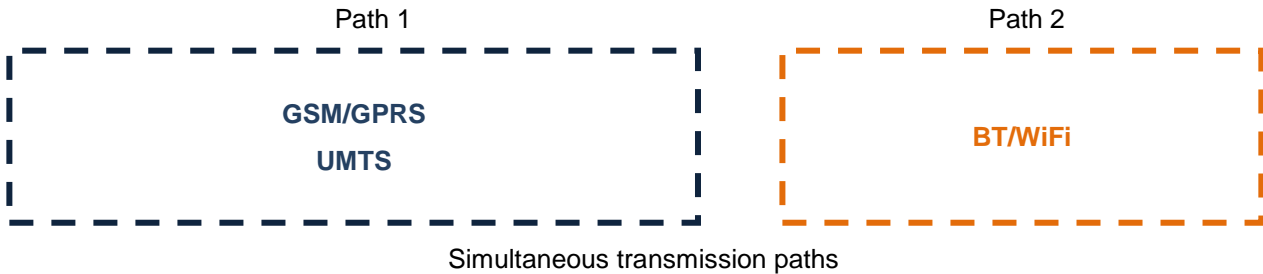 Path 1
Path 2
GSM/GPRS
UMTS
BT/WiFi
Simultaneous transmission paths